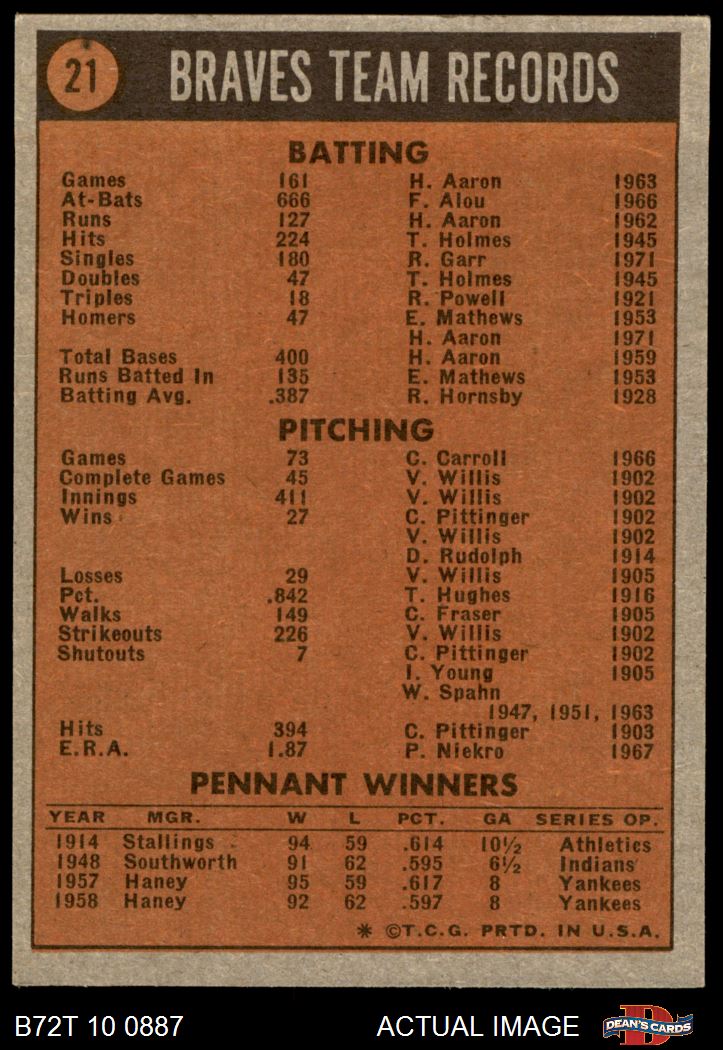 21 BRAVES TEAM RECORDS
BATTING
Games 161 H. Aaron 1963
At-Bats 666 F. Alou 1966
Runs 127 H. Aaron 1962
Hits 224 T. Holmes 1945
Singles 180 R. Garr 1971
Doubles 47 T. Holmes 1945
Triples 18 R. Powell 1921
Homers 47 E. Mathews 1953
H. Aaron 1971
Total Bases 400 H. Aaron 1959
Runs Batted In 135 E. Mathews 1953
Batting Avg. .387 R. Hornsby 1928
PITCHING
Games 73 C. Carroll 1966
Complete Games 45 V. Willis 1902
Innings 411 V. Willis 1902
Wins 27 C. Pittinger 1902
V. Willis 1902
D. Rudolph 1914
Losses 29 V. Willis 1905
Pct. .842 T. Hughes 1916
Walks 149 C. Fraser 1905
Strikeouts 226 V. Willis 1902
Shutouts 7 C. Pittinger 1902
I. Young 1905
W. Spahn
1947, 1951, 1963
Hits 394 C. Pittinger 1903
E.R.A. 1.87 P. Niekro 1967
PENNANT WINNERS
YEAR MGR. W L PCT. GA SERIES OP.
1914 Stallings 94 59 .614 10½ Athletics
1948 Southworth 91 62 .595 6½ Indians
1957 Haney 95 59 .617 8 Yankees
1958 Haney 92 62 .597 8 Yankees
* ©T.C.G. PRTD. IN U.S.A.
B72T 10 0887 ACTUAL IMAGE D DEAN'S CARDS